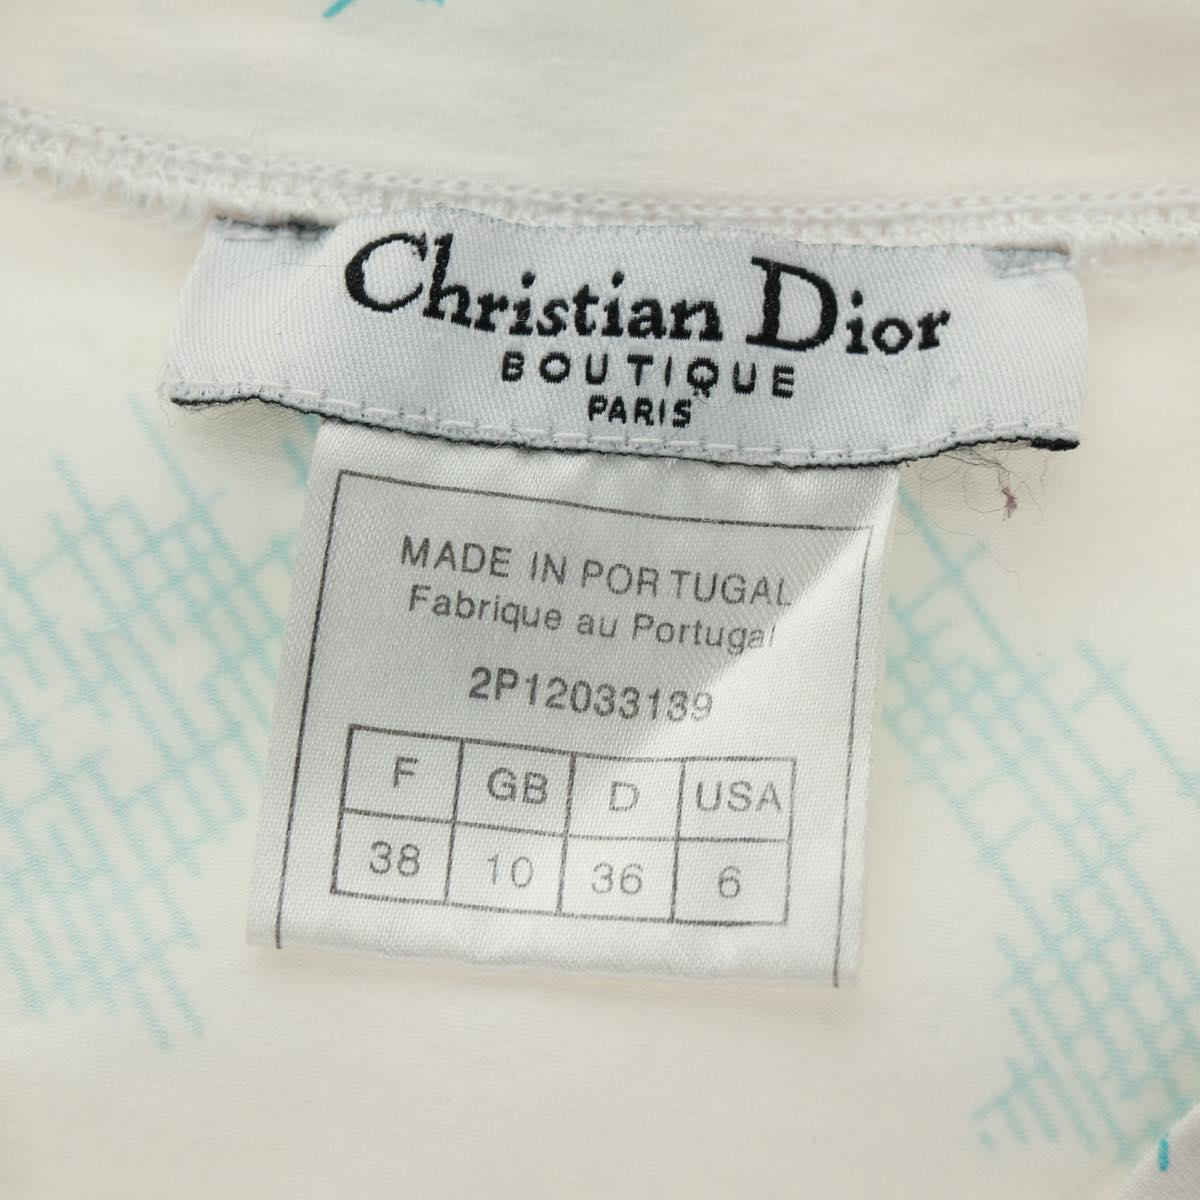 Christian Dior
BOUTIQUE
PARIS
MADE IN PORTUGAL
Fabrique au Portugal
2P12033139
F GB D USA
38 10 36 6